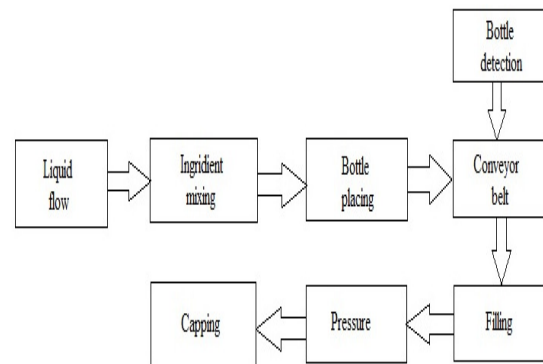 Bottle
detection
Liquid
flow
Ingridient
mixing
Bottle
placing
Conveyor
belt
Capping
Pressure
Filling